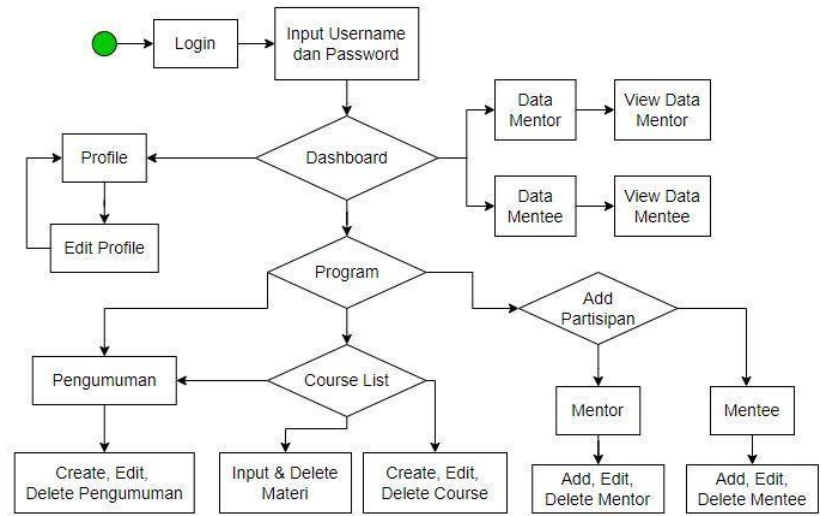 Login
Input Username
dan Password
Data
Mentor
View Data
Mentor
Profile
Dashboard
Data
Mentee
View Data
Mentee
Edit Profile
Program
Add
Partisipan
Pengumuman
Course List
Mentor
Mentee
Create, Edit,
Delete Pengumuman
Input & Delete
Materi
Create, Edit,
Delete Course
Add, Edit,
Delete Mentor
Add, Edit,
Delete Mentee